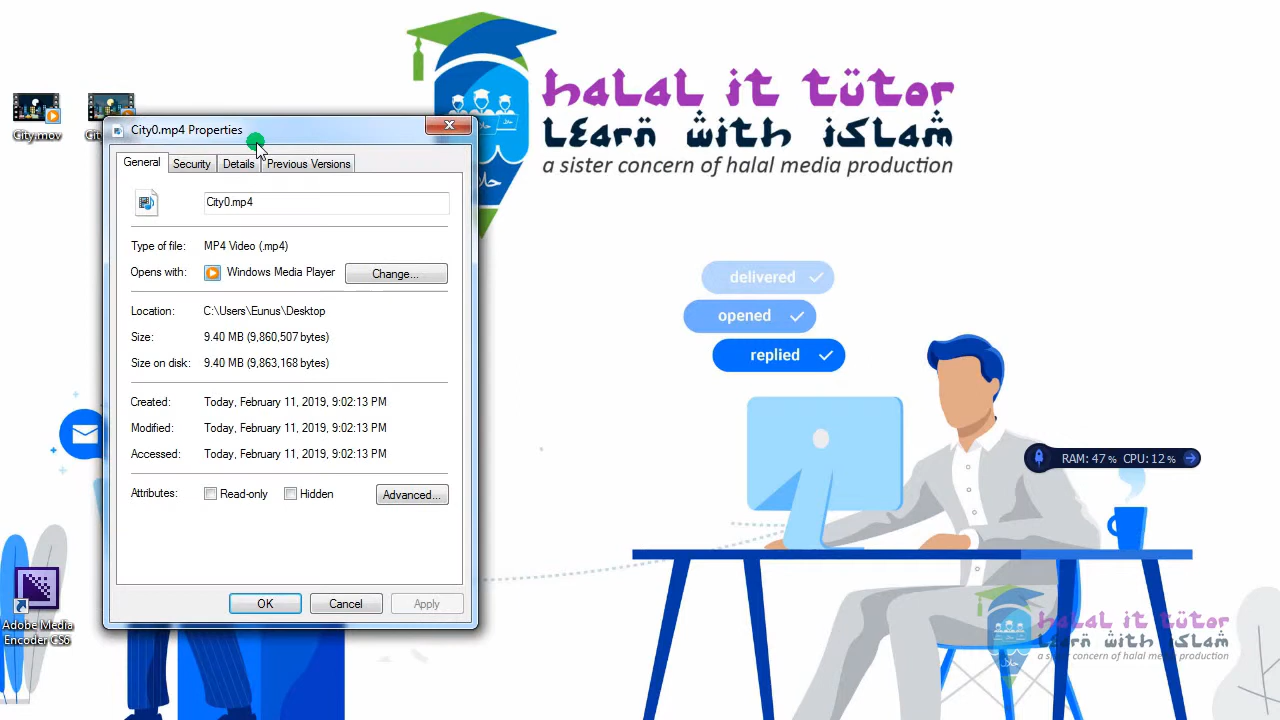 halal it tutor
Learn with islam
a sister concern of halal media production
حلال
City.mov
City0.mp4 Properties
General
Security
Details
Previous Versions
City0.mp4
Type of file: MP4 Video (.mp4)
Opens with: Windows Media Player Change...
Location: C:\Users\Eunus\Desktop
Size: 9.40 MB (9,860,507 bytes)
Size on disk: 9.40 MB (9,863,168 bytes)
Created: Today, February 11, 2019, 9:02:13 PM
Modified: Today, February 11, 2019, 9:02:13 PM
Accessed: Today, February 11, 2019, 9:02:13 PM
Attributes: Read-only Hidden Advanced...
OK Cancel Apply
delivered
opened
replied
RAM: 47 % CPU: 12 %
Adobe Media
Encoder CS6
halal it tutor
Learn with islam
a sister concern of halal media production